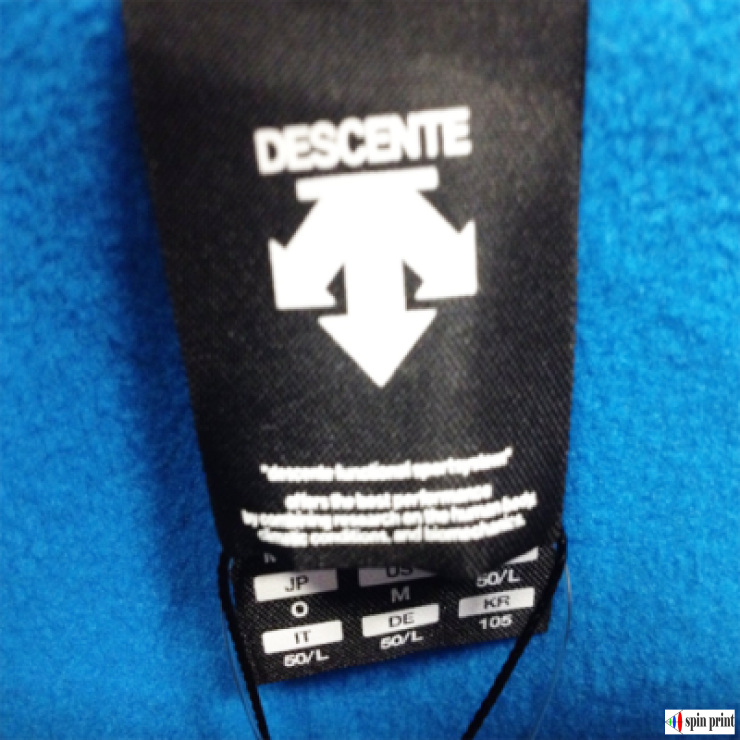 DESCENTE
"descente functional sportsystem"
offers the best performance
by combining research on the human body
climatic conditions, and biomechanics.
JP US
O M 50/L
IT DE KR
50/L 50/L 105
spin print